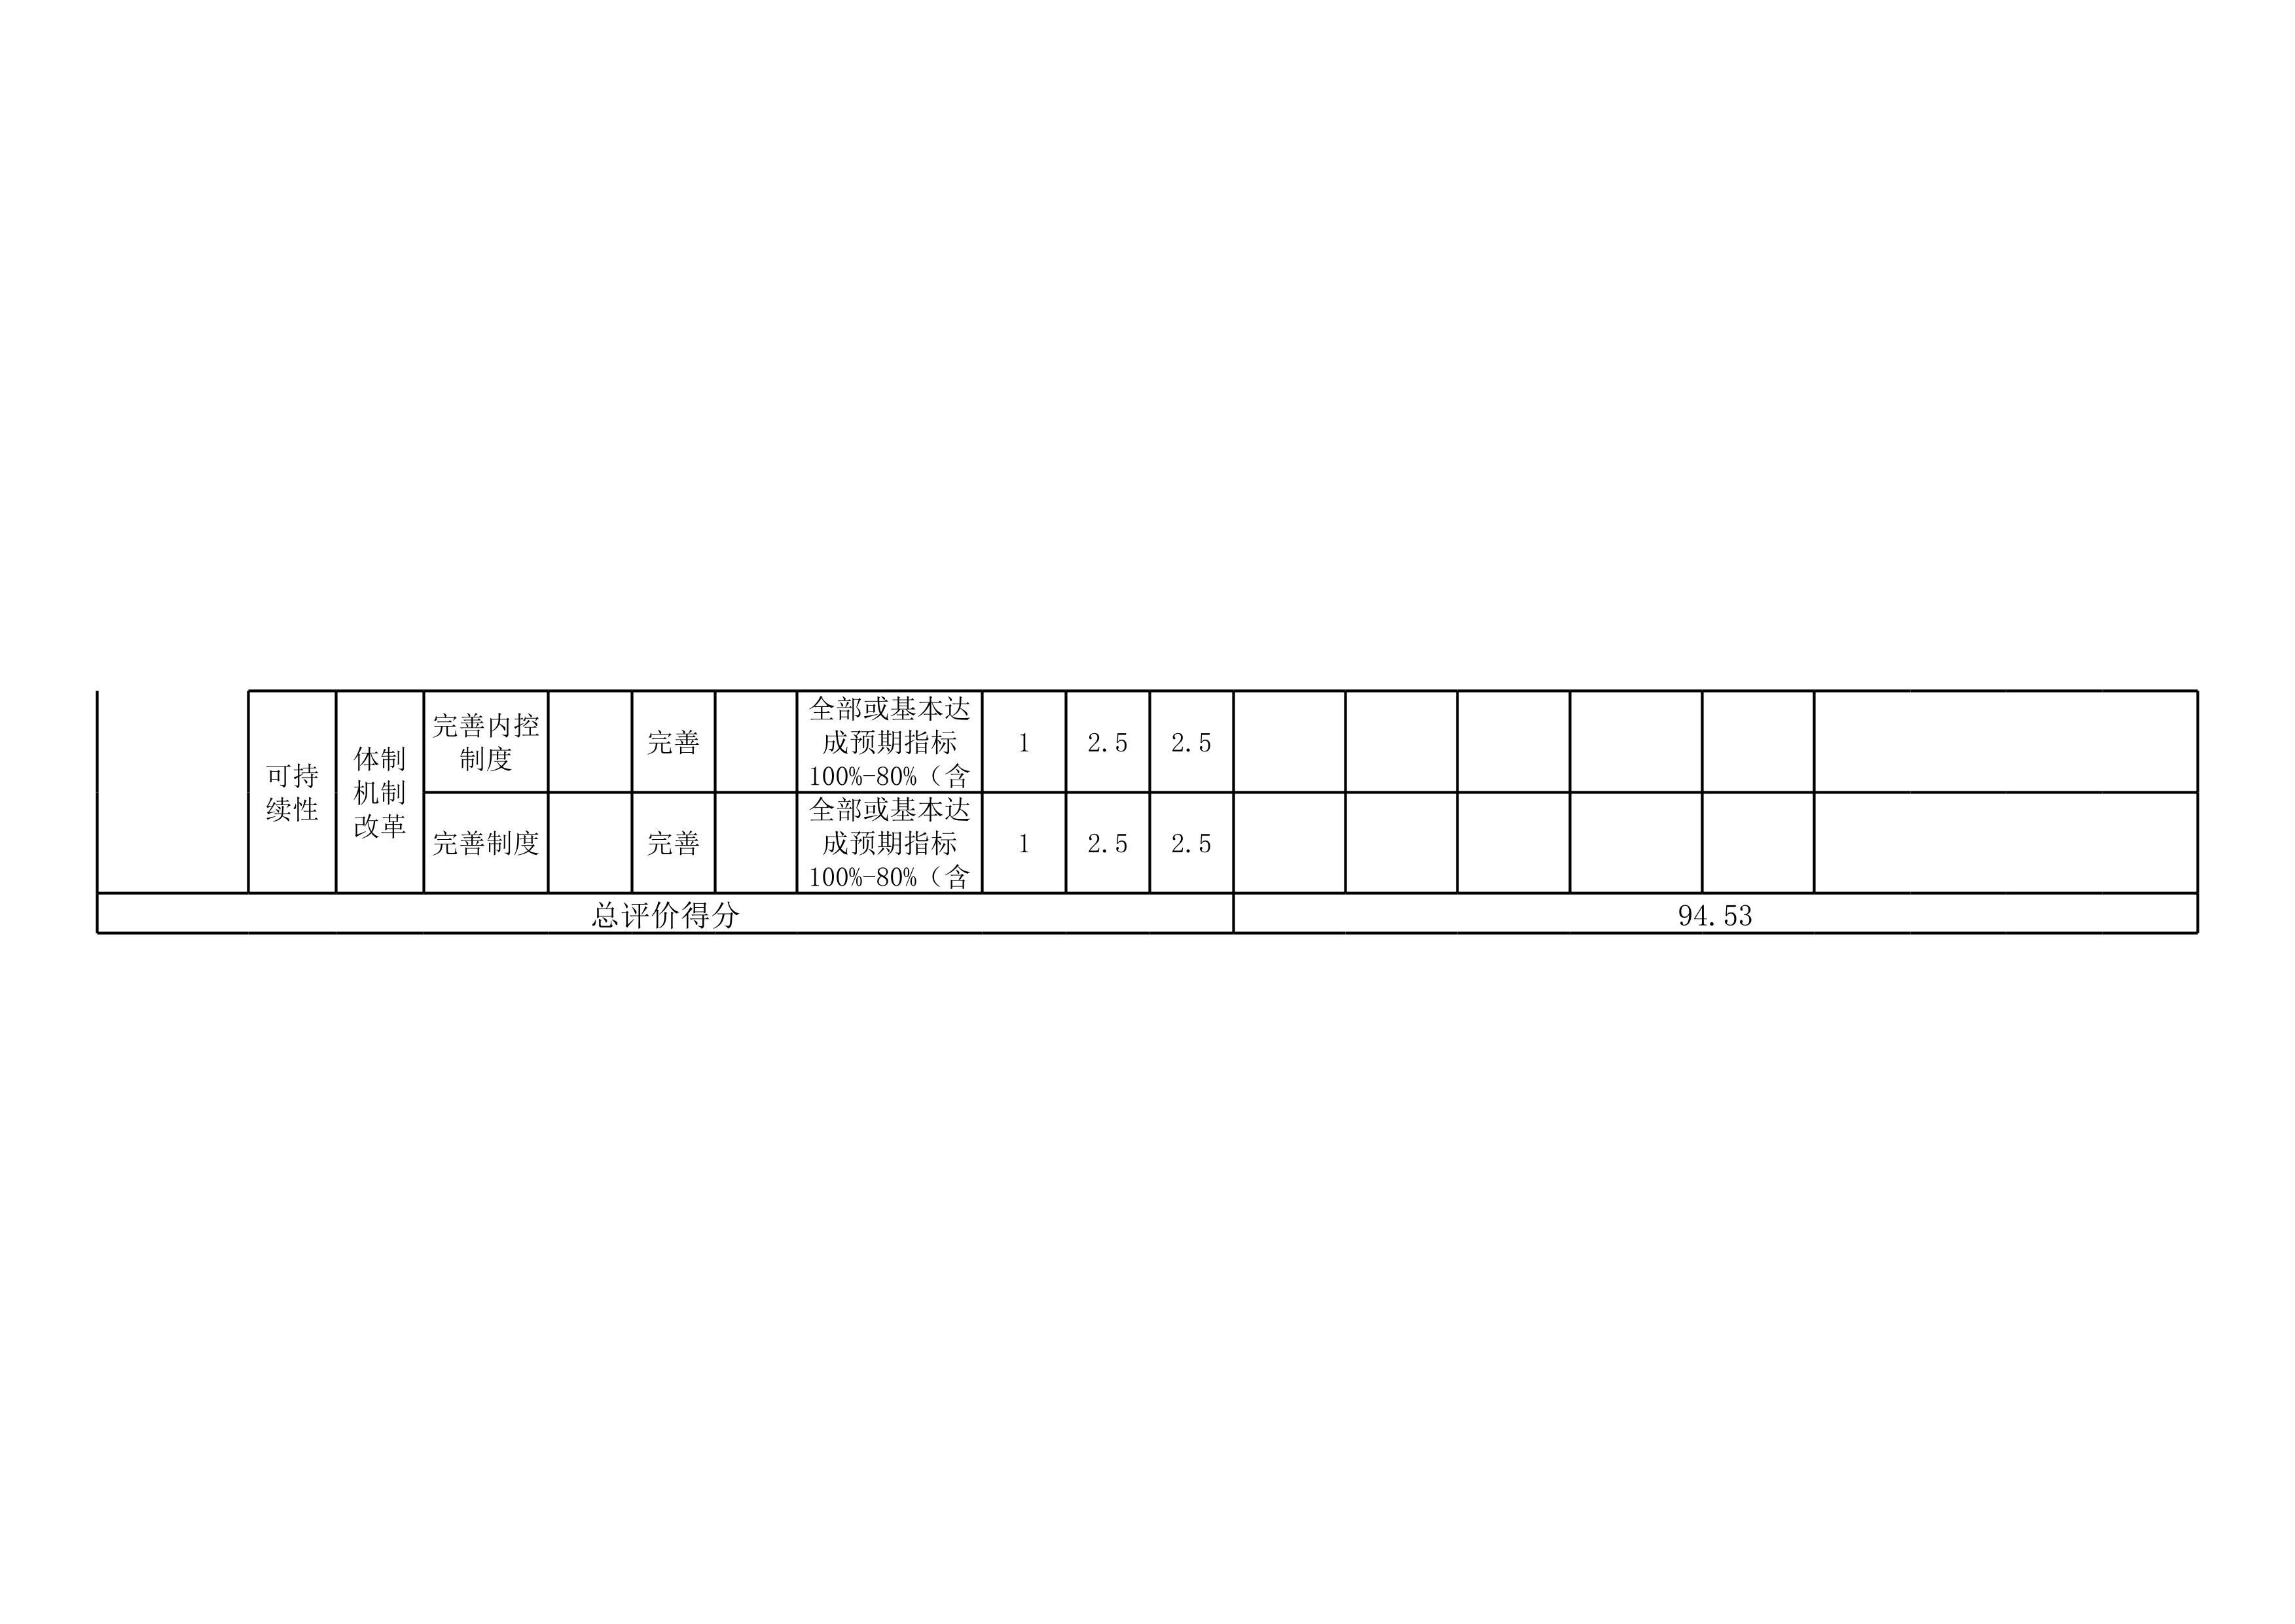 可持
续性
体制
机制
改革
完善内控
制度
完善
全部或基本达
成预期指标
100%-80%（含
1
2.5
2.5
完善制度
完善
全部或基本达
成预期指标
100%-80%（含
1
2.5
2.5
总评价得分
94.53